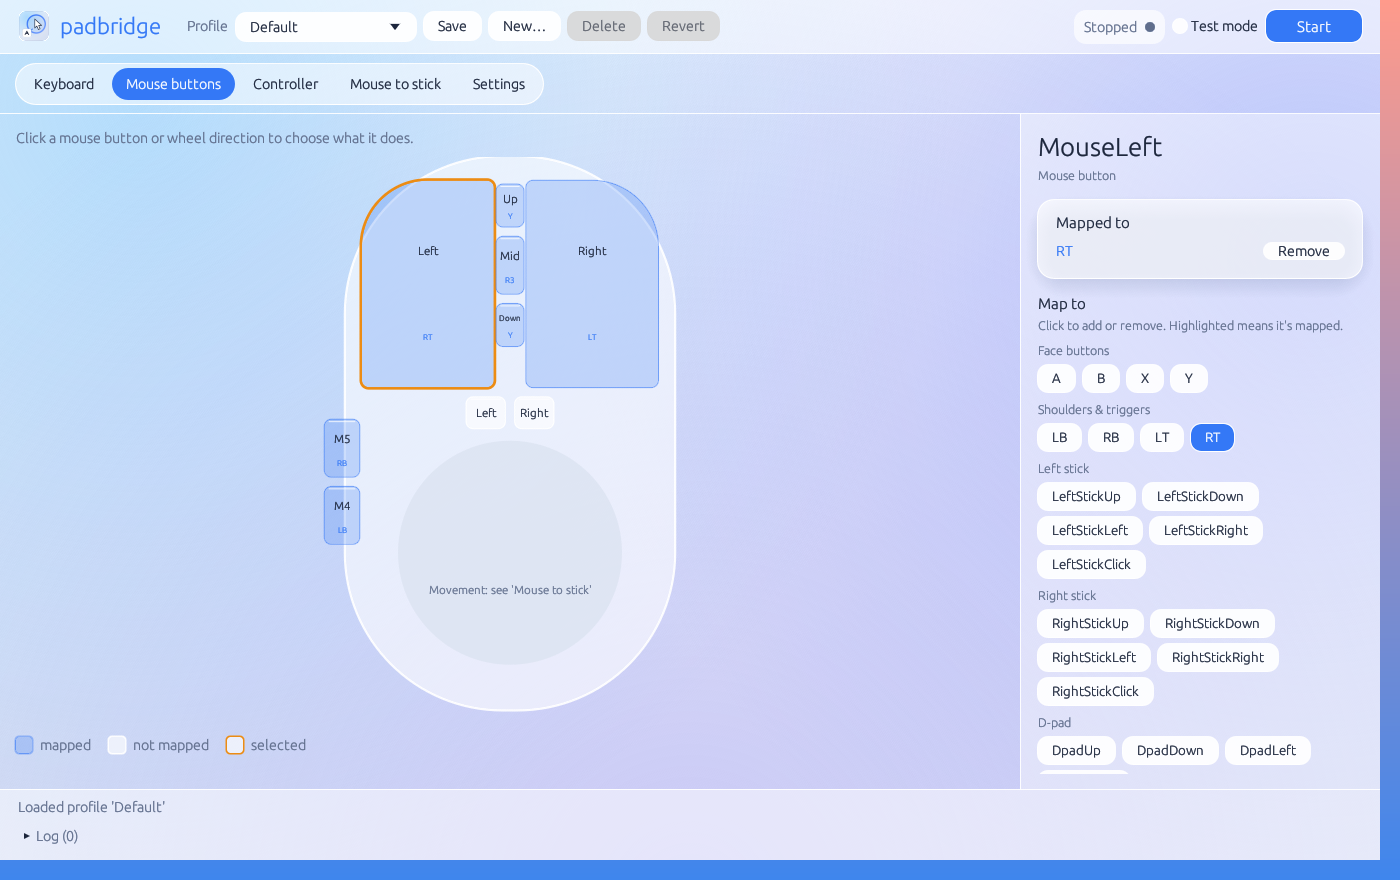 padbridge
Profile
Default
Save
New...
Delete
Revert
Stopped
Test mode
Start
Keyboard
Mouse buttons
Controller
Mouse to stick
Settings
Click a mouse button or wheel direction to choose what it does.
Left
RT
Up
Y
Mid
R3
Down
Y
Right
LT
Left
Right
M5
RB
M4
LB
Movement: see 'Mouse to stick'
mapped
not mapped
selected
MouseLeft
Mouse button
Mapped to
RT
Remove
Map to
Click to add or remove. Highlighted means it's mapped.
Face buttons
A
B
X
Y
Shoulders & triggers
LB
RB
LT
RT
Left stick
LeftStickUp
LeftStickDown
LeftStickLeft
LeftStickRight
LeftStickClick
Right stick
RightStickUp
RightStickDown
RightStickLeft
RightStickRight
RightStickClick
D-pad
DpadUp
DpadDown
DpadLeft
Loaded profile 'Default'
Log (0)